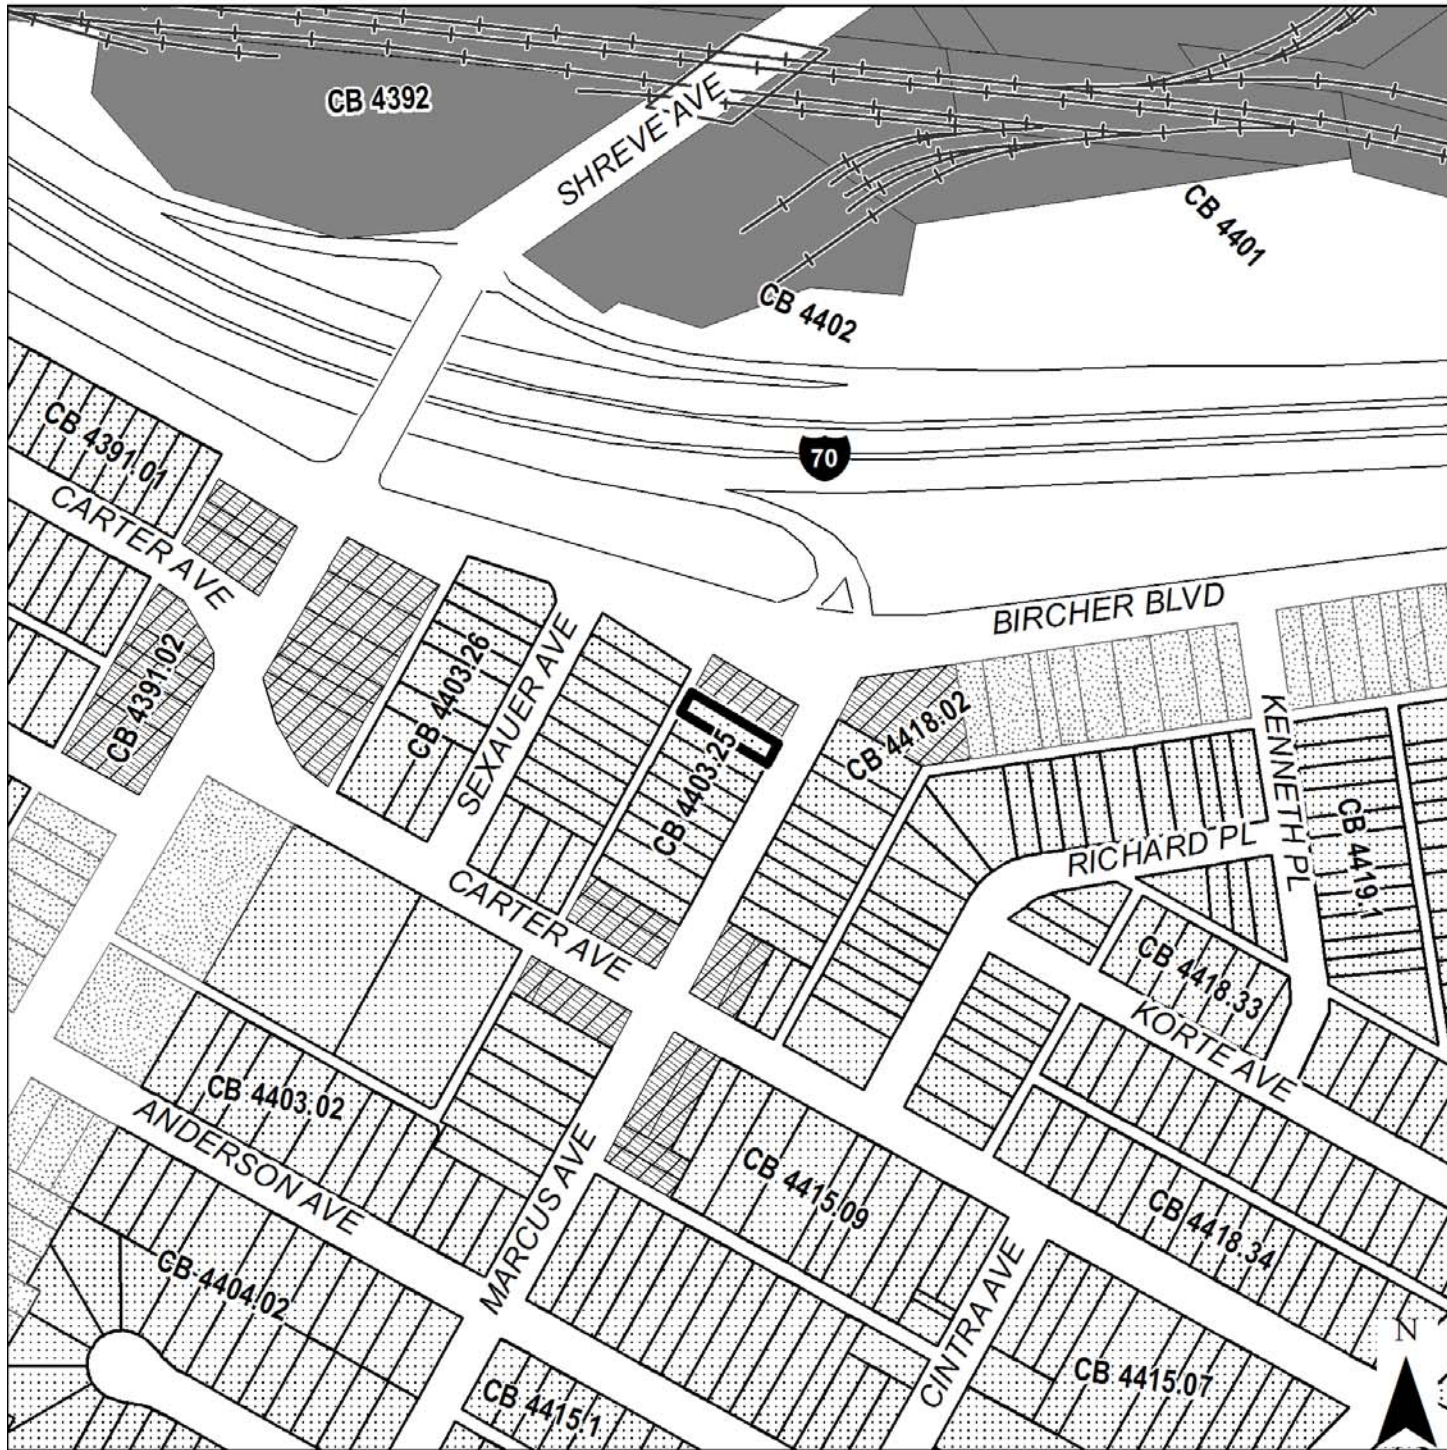 CB 4392
SHREVE AVE
CB 4401
CB 4402
CB 4391.01
70
CARTER AVE
BIRCHER BLVD
CB 4391.02
CB 4403.26
SEXAUER AVE
CB 4403.25
CB 4418.02
KENNETH PL
CB 4419.1
RICHARD PL
CARTER AVE
CB 4418.33
KORTE AVE
CB 4403.02
ANDERSON AVE
MARCUS AVE
CB 4415.09
CB 4418.34
CB 4404.02
CINTRA AVE
N
CB 4415.07
CB 4415.1